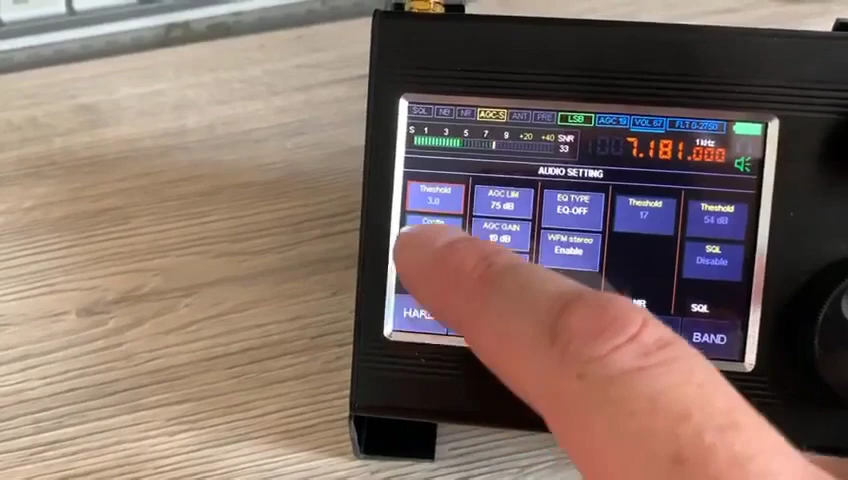 SQL NB NR AGC-S ANT PRE LSB AGC 19 VOL 67 FLT 0-2750
S 1 3 5 7 9 +20 +40 SNR 33
1kHz
7.181.000
AUDIO SETTING
Theshold 3.0
AGC LIM 75 dB
EQ TYPE EQ-OFF
Theshold 17
Theshold 54 dB
AGC GAIN 19 dB
WFM stereo Enable
SQL Disable
SQL
BAND